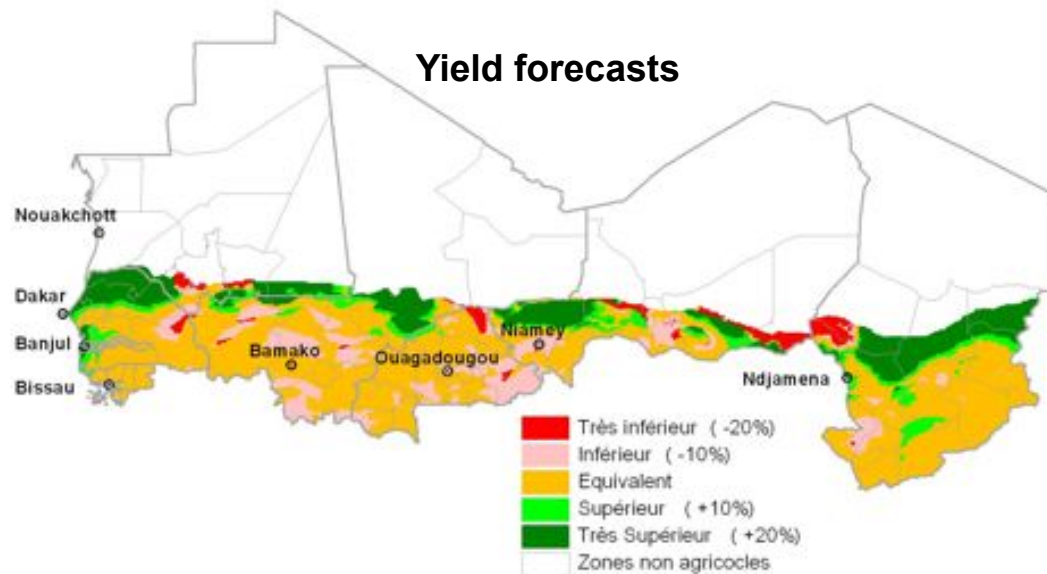 Yield forecasts
Nouakchott
Dakar
Banjul
Bissau
Bamako
Ouagadougou
Niamey
Ndjamena
Très inférieur ( -20%)
Inférieur ( -10%)
Equivalent
Supérieur ( +10%)
Très Supérieur ( +20%)
Zones non agricocles